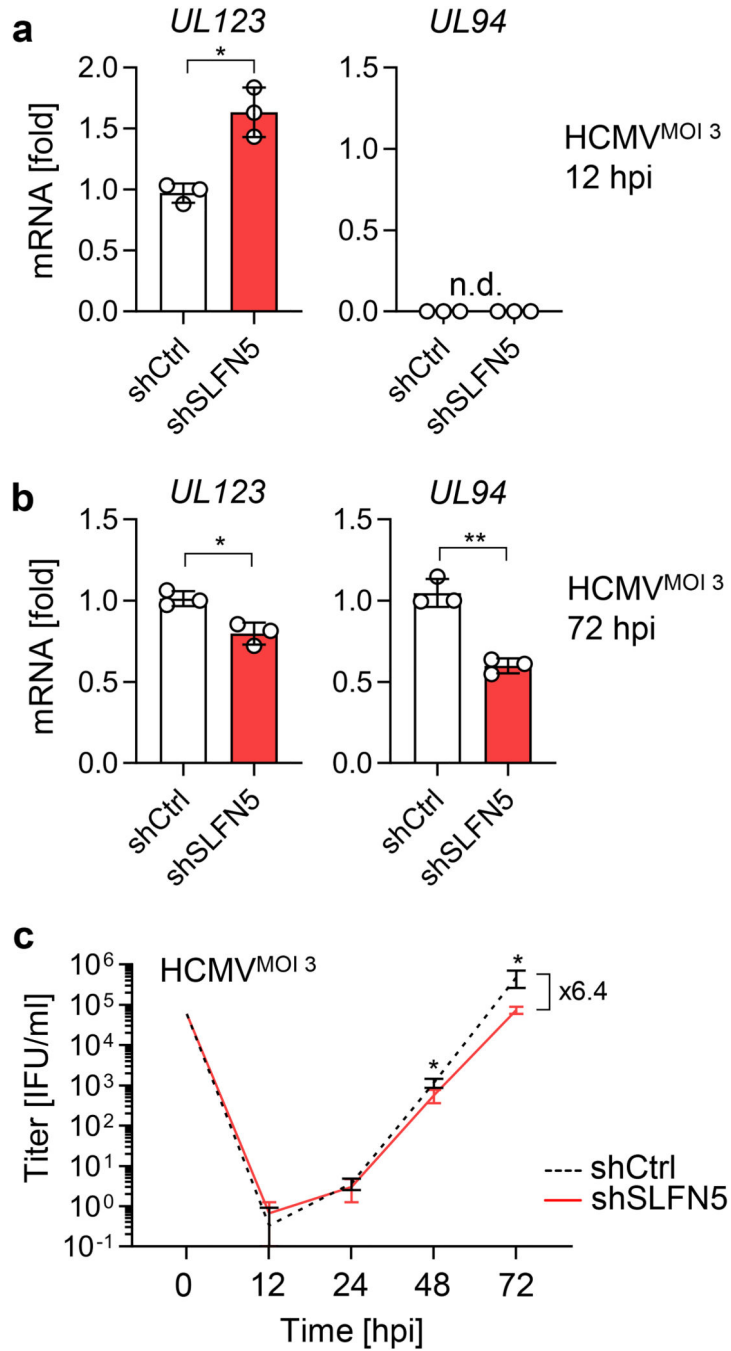 a
UL123
UL94
*
mRNA [fold]
2.0
1.5
1.0
0.5
0.0
shCtrl
shSLFN5
1.5
1.0
0.5
0.0
n.d.
shCtrl
shSLFN5
HCMV^MOI 3
12 hpi
b
UL123
UL94
*
mRNA [fold]
1.5
1.0
0.5
0.0
shCtrl
shSLFN5
**
1.5
1.0
0.5
0.0
shCtrl
shSLFN5
HCMV^MOI 3
72 hpi
c
HCMV^MOI 3
Titer [IFU/ml]
10^6
10^5
10^4
10^3
10^2
10^1
10^0
10^-1
*
*
x6.4
shCtrl
shSLFN5
0 12 24 48 72
Time [hpi]